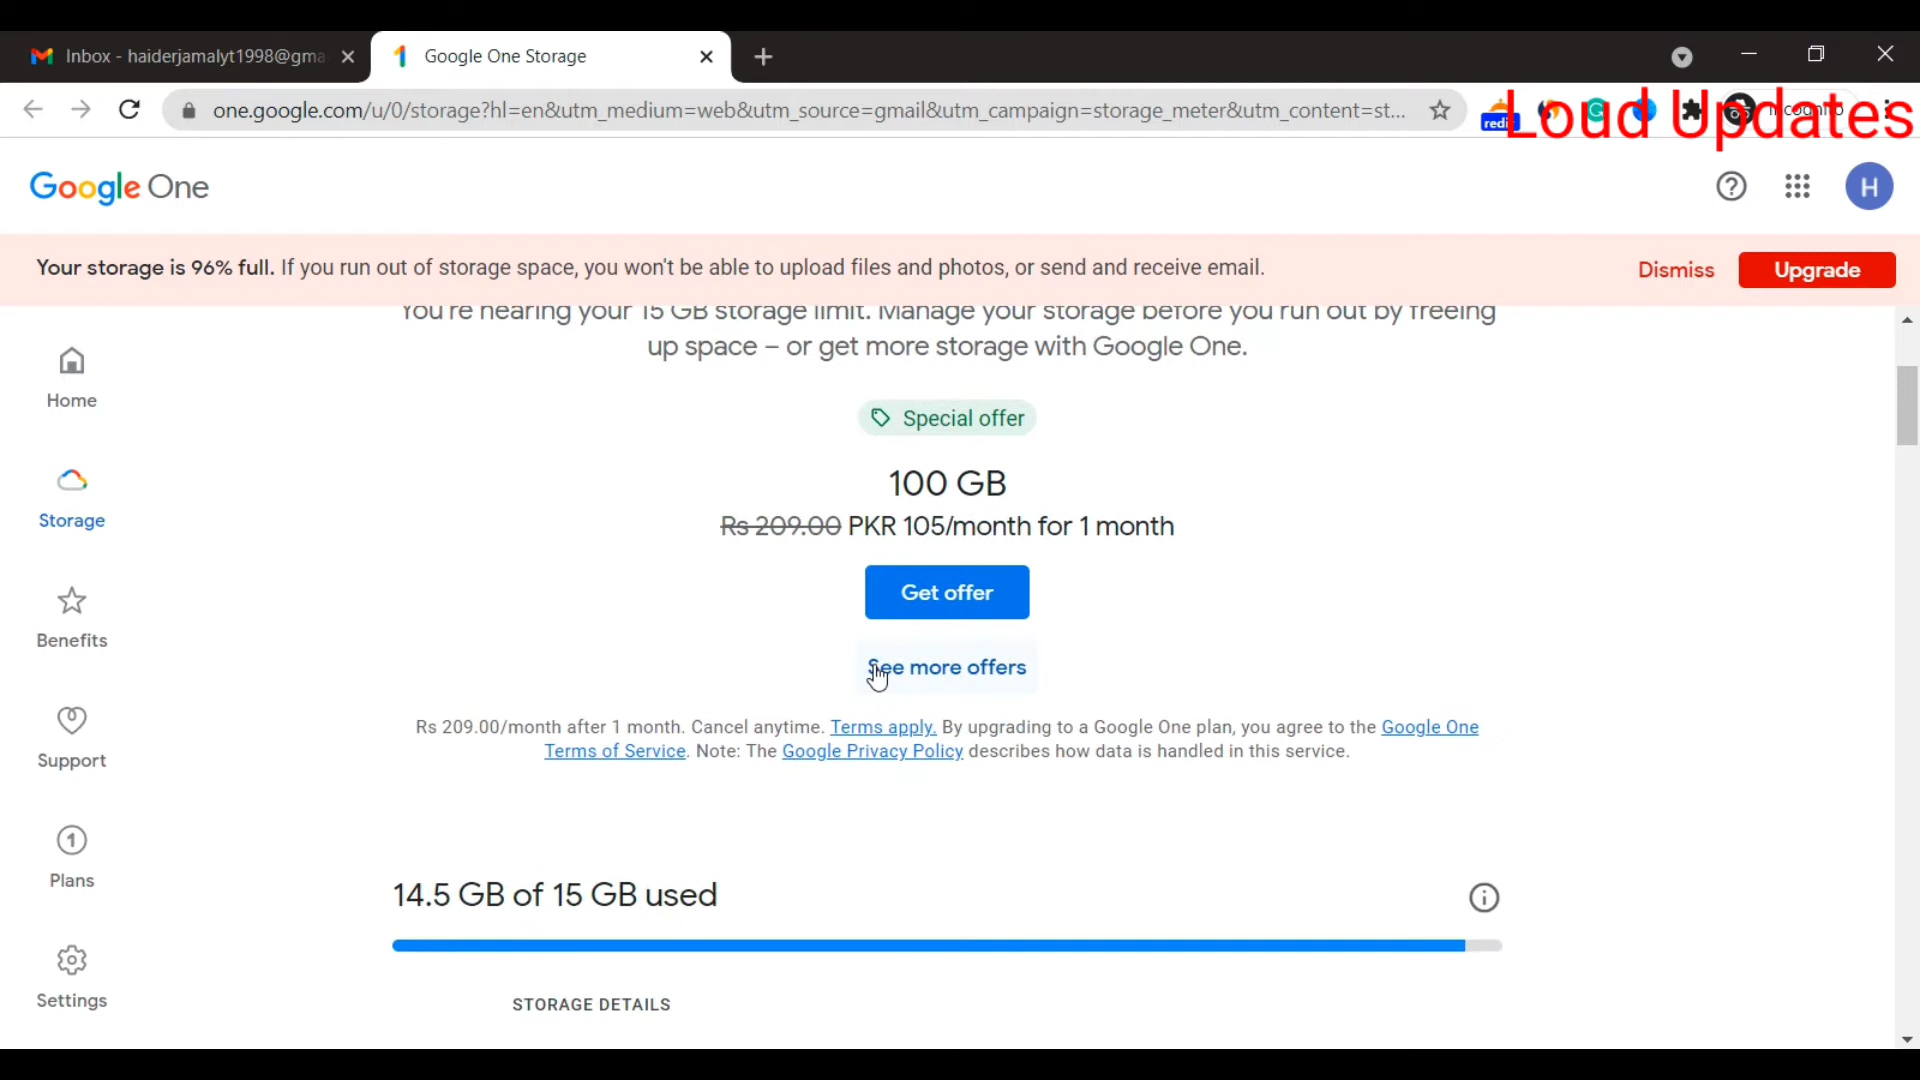 Inbox - haiderjamalyt1998@gma
Google One Storage
one.google.com/u/0/storage?hl=en&utm_medium=web&utm_source=gmail&utm_campaign=storage_meter&utm_content=st...
redi
Loud Updates
Google One
H
Your storage is 96% full. If you run out of storage space, you won't be able to upload files and photos, or send and receive email.
Dismiss
Upgrade
You're nearing your 15 GB storage limit. Manage your storage before you run out by freeing
up space – or get more storage with Google One.
Home
Special offer
100 GB
Rs 209.00 PKR 105/month for 1 month
Storage
Get offer
Benefits
See more offers
Rs 209.00/month after 1 month. Cancel anytime. Terms apply. By upgrading to a Google One plan, you agree to the Google One
Terms of Service. Note: The Google Privacy Policy describes how data is handled in this service.
Support
Plans
14.5 GB of 15 GB used
Settings
STORAGE DETAILS